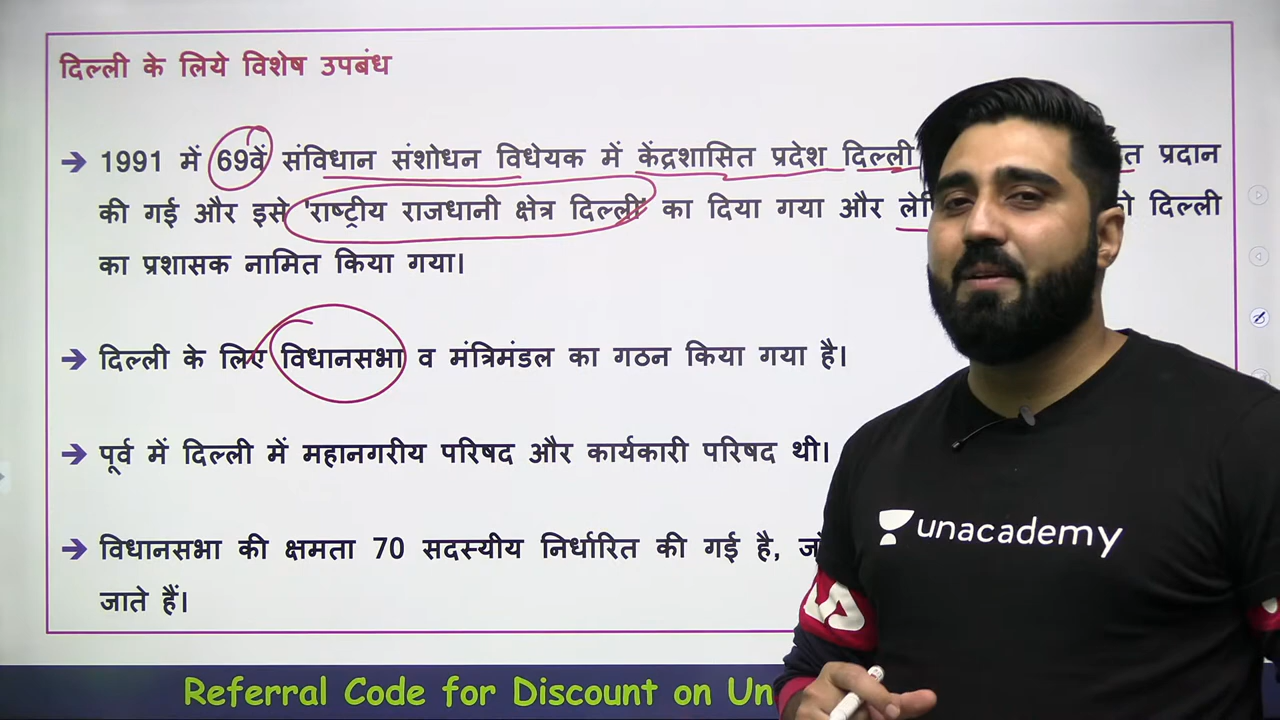 दिल्ली के लिये विशेष उपबंध
➔ 1991 में 69वें संविधान संशोधन विधेयक में केंद्रशासित प्रदेश दिल्ली प्रदान
की गई और इसे 'राष्ट्रीय राजधानी क्षेत्र दिल्ली' का दिया गया और दिल्ली
का प्रशासक नामित किया गया।
➔ दिल्ली के लिए विधानसभा व मंत्रिमंडल का गठन किया गया है।
➔ पूर्व में दिल्ली में महानगरीय परिषद और कार्यकारी परिषद थी।
➔ विधानसभा की क्षमता 70 सदस्यीय निर्धारित की गई है,
जाते हैं।
unacademy
Referral Code for Discount on